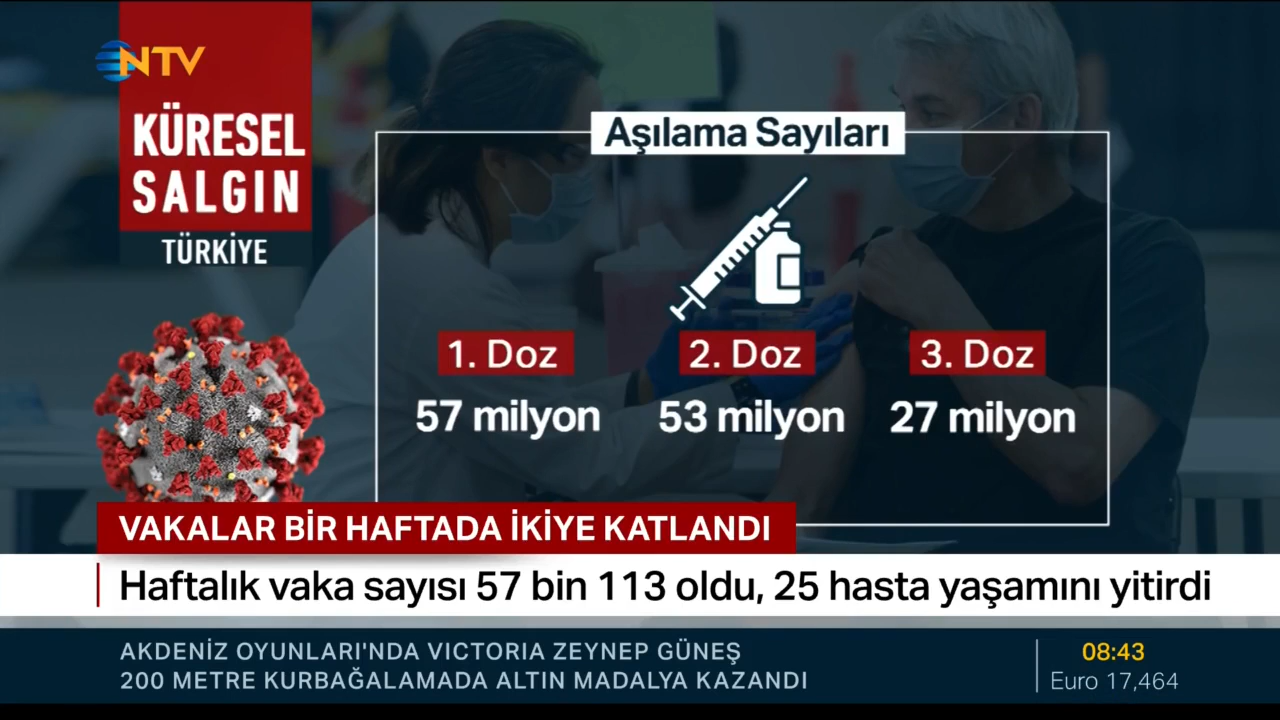 NTV
KÜRESEL
SALGIN
TÜRKİYE
Aşılama Sayıları
1. Doz
2. Doz
3. Doz
57 milyon
53 milyon
27 milyon
VAKALAR BİR HAFTADA İKİYE KATLANDI
Haftalık vaka sayısı 57 bin 113 oldu, 25 hasta yaşamını yitirdi
AKDENİZ OYUNLARI'NDA VICTORIA ZEYNEP GÜNEŞ
200 METRE KURBAĞALAMADA ALTIN MADALYA KAZANDI
08:43
Euro 17,464